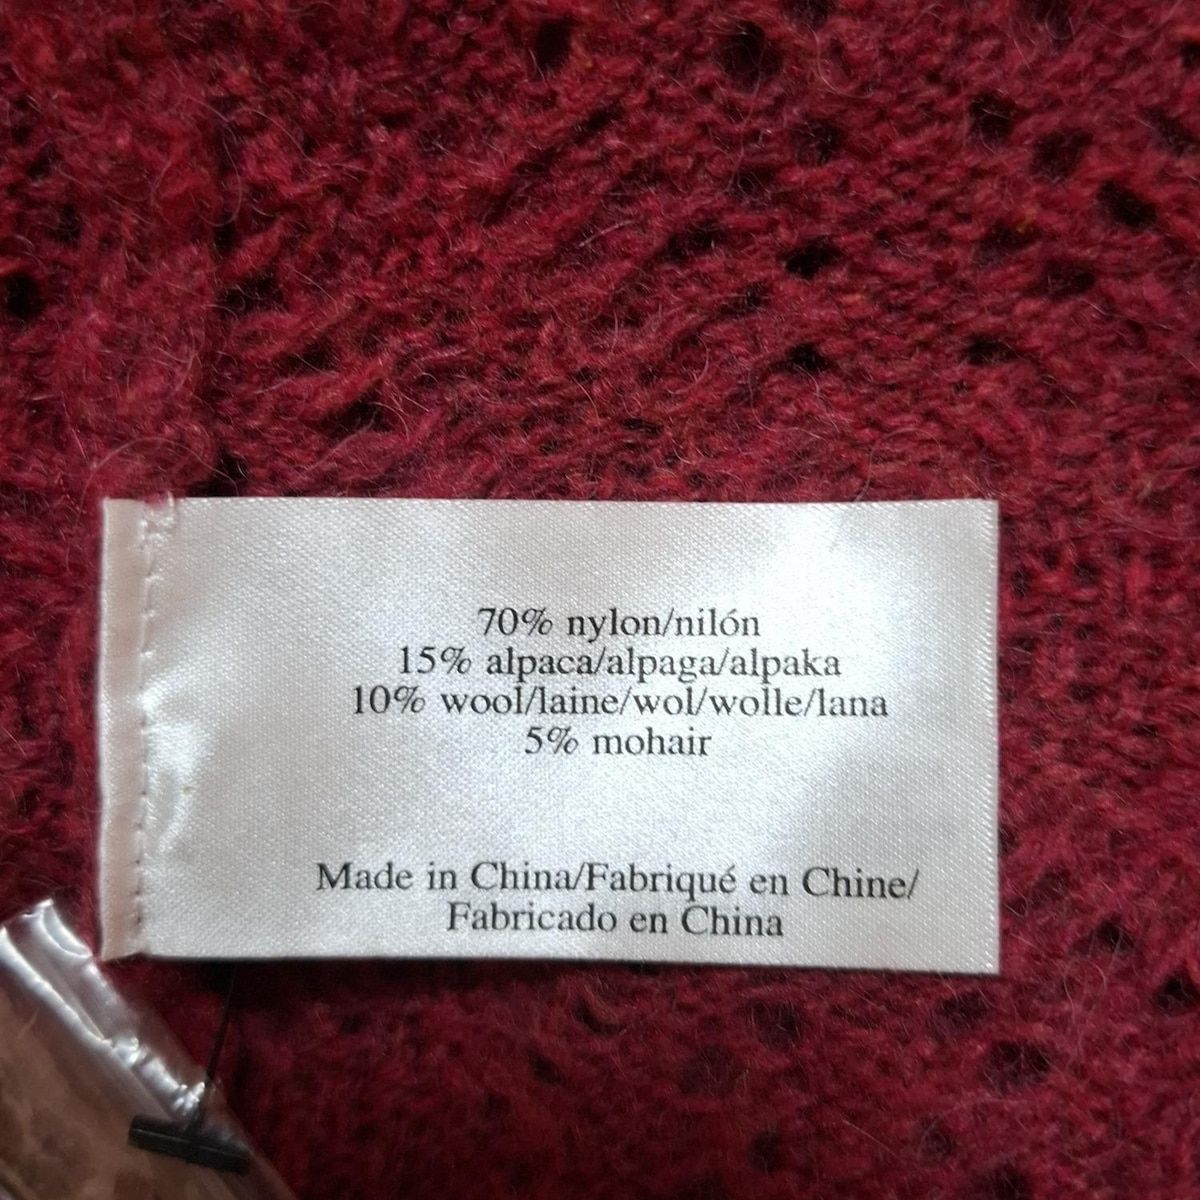 70% nylon/nilón
15% alpaca/alpaga/alpaka
10% wool/laine/wol/wolle/lana
5% mohair
Made in China/Fabriqué en Chine/
Fabricado en China